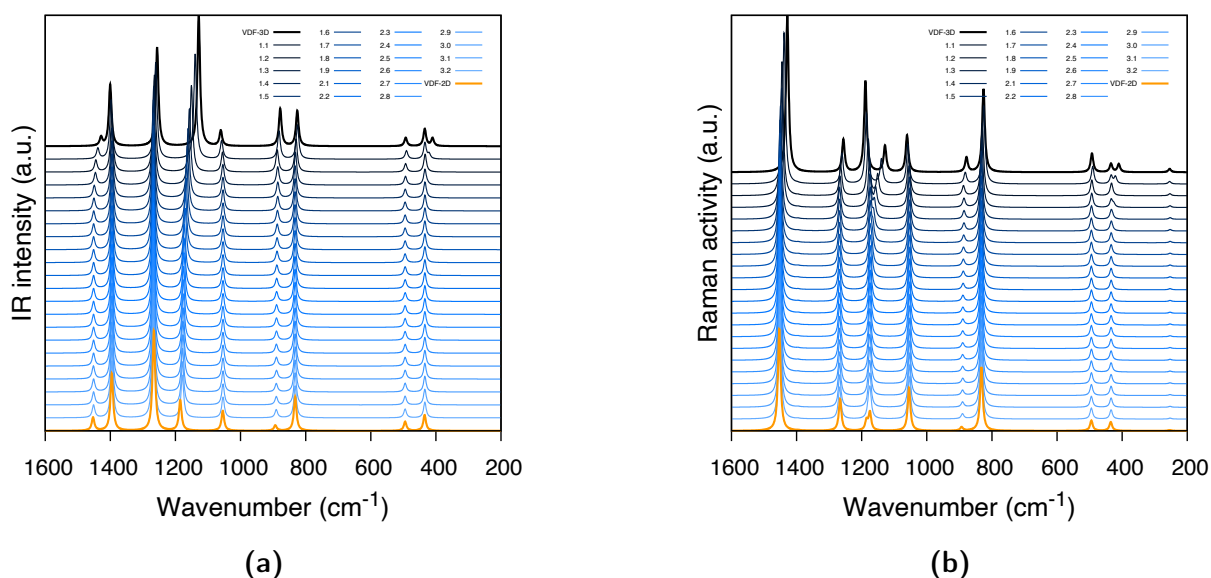 IR intensity (a.u.)
VDF-3D 1.6 2.3 2.9
1.1 1.7 2.4 3.0
1.2 1.8 2.5 3.1
1.3 1.9 2.6 3.2
1.4 2.1 2.7 VDF-2D
1.5 2.2 2.8
1600 1400 1200 1000 800 600 400 200
Wavenumber (cm⁻¹)
(a)
Raman activity (a.u.)
VDF-3D 1.6 2.3 2.9
1.1 1.7 2.4 3.0
1.2 1.8 2.5 3.1
1.3 1.9 2.6 3.2
1.4 2.1 2.7 VDF-2D
1.5 2.2 2.8
1600 1400 1200 1000 800 600 400 200
Wavenumber (cm⁻¹)
(b)